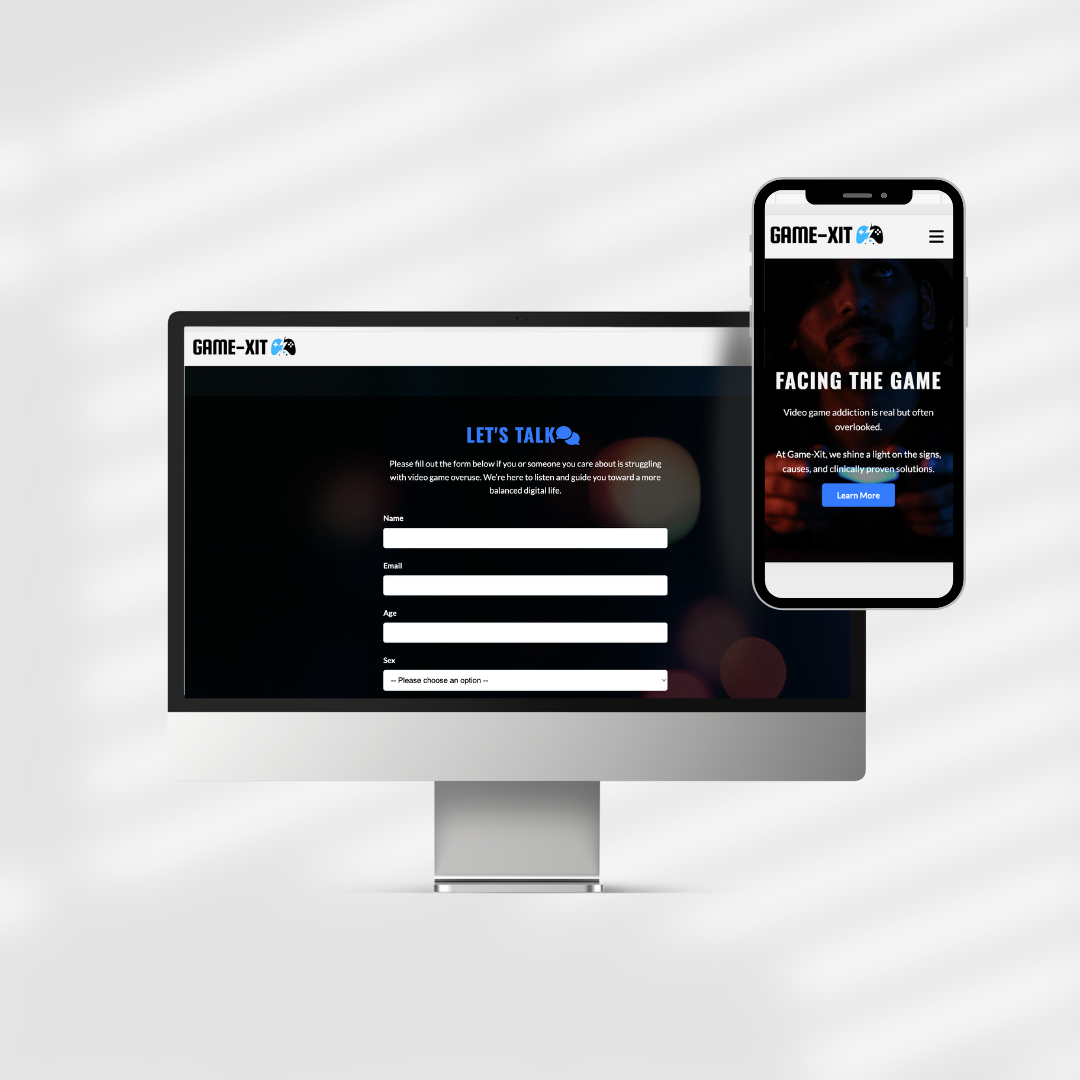 GAME-XIT
LET'S TALK
Please fill out the form below if you or someone you care about is struggling
with video game overuse. We're here to listen and guide you toward a more
balanced digital life.
Name
Email
Age
Sex
-- Please choose an option --
GAME-XIT
FACING THE GAME
Video game addiction is real but often
overlooked.
At Game-Xit, we shine a light on the signs,
causes, and clinically proven solutions.
Learn More